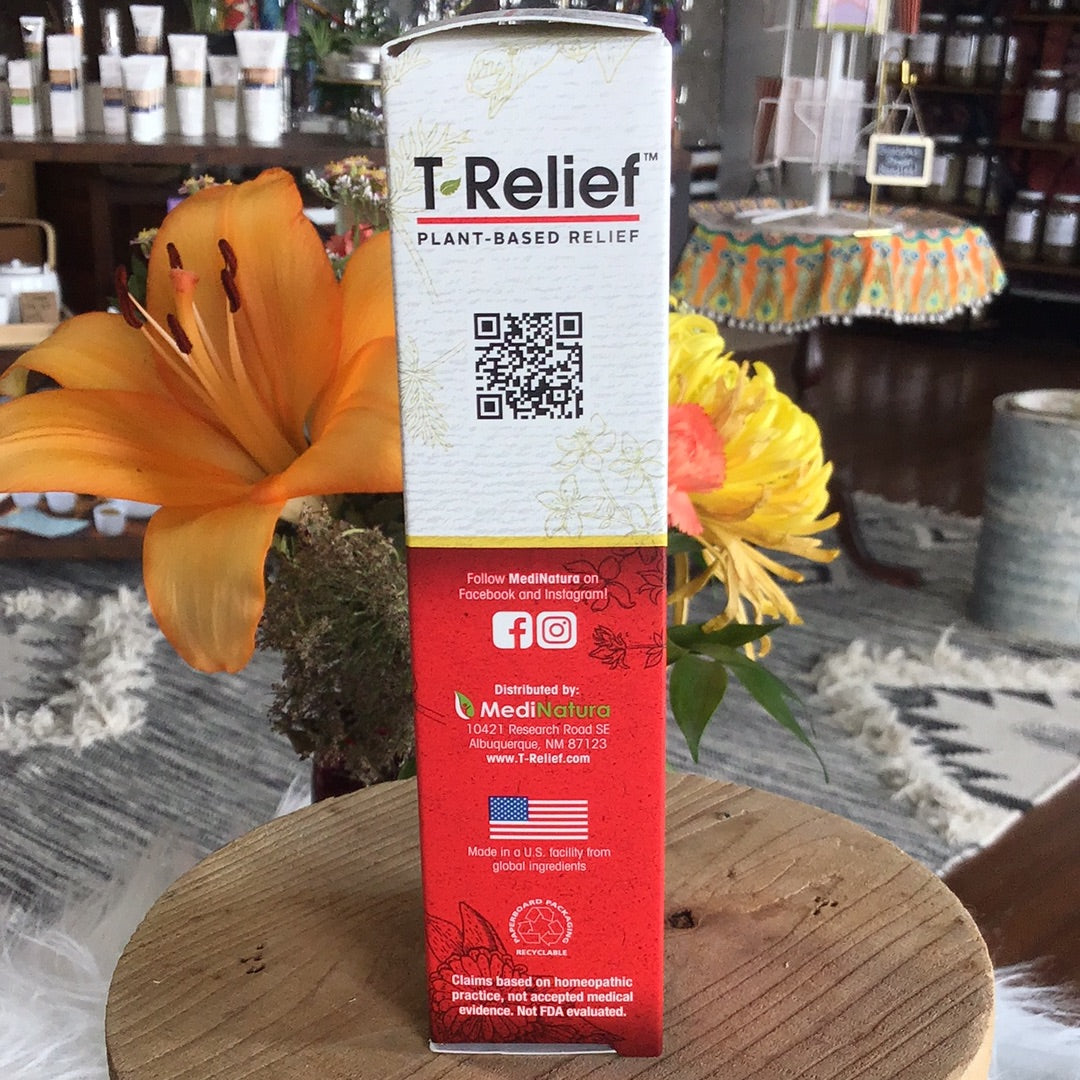 T-Relief™
PLANT-BASED RELIEF
Follow MediNatura on
Facebook and Instagram!
Distributed by:
MediNatura
10421 Research Road SE
Albuquerque, NM 87123
www.T-Relief.com
Made in a U.S. facility from
global ingredients
PAPERBOARD PACKAGING
RECYCLABLE
Claims based on homeopathic
practice, not accepted medical
evidence. Not FDA evaluated.